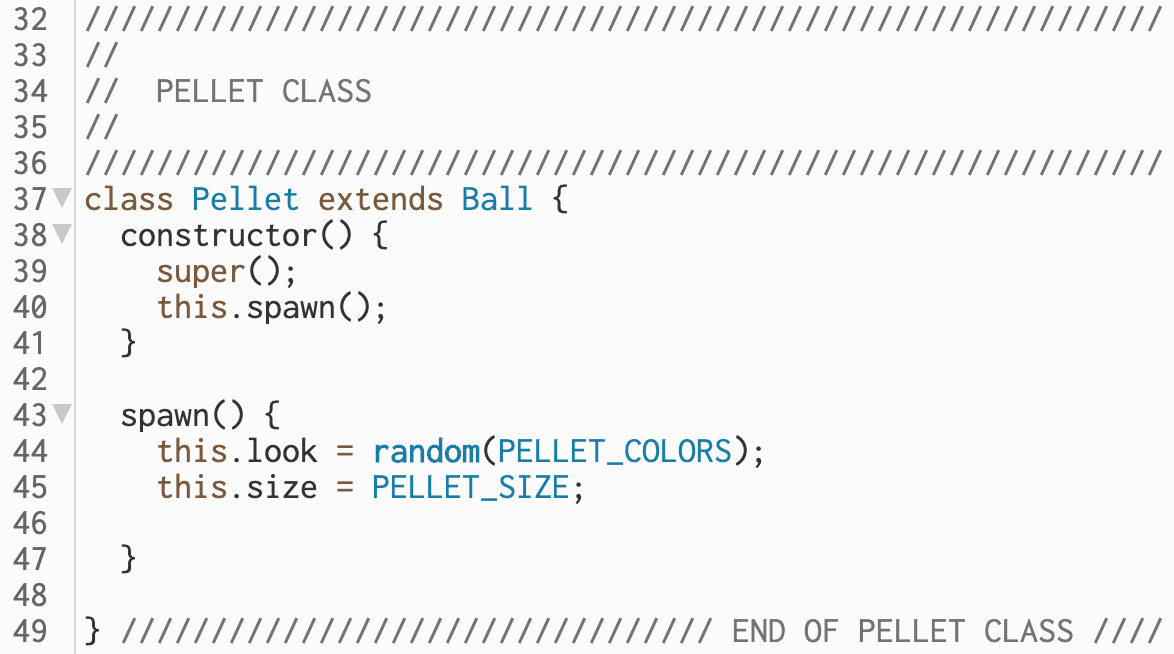 32 ////////////////////////////////////////////////////////////
33 //
34 //  PELLET CLASS
35 //
36 ////////////////////////////////////////////////////////////
37 class Pellet extends Ball {
38   constructor() {
39     super();
40     this.spawn();
41   }
42
43   spawn() {
44     this.look = random(PELLET_COLORS);
45     this.size = PELLET_SIZE;
46
47   }
48
49 } ///////////////////////////////// END OF PELLET CLASS ////